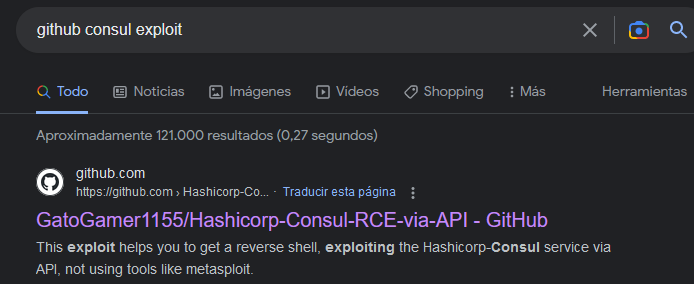 github consul exploit
Todo Noticias Imágenes Videos Shopping Más Herramientas
Aproximadamente 121.000 resultados (0,27 segundos)
github.com
https://github.com › Hashicorp-Co... · Traducir esta página
GatoGamer1155/Hashicorp-Consul-RCE-via-API - GitHub
This exploit helps you to get a reverse shell, exploiting the Hashicorp-Consul service via
API, not using tools like metasploit.